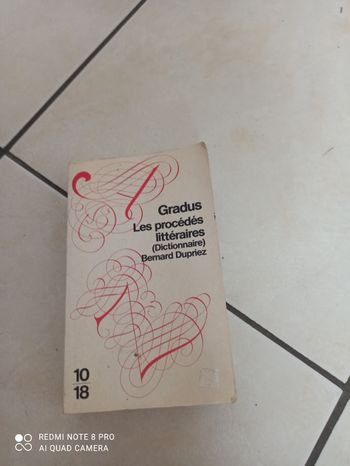 Gradus
Les procédés
littéraires
(Dictionnaire)
Bernard Dupriez
10
18
REDMI NOTE 8 PRO
AI QUAD CAMERA